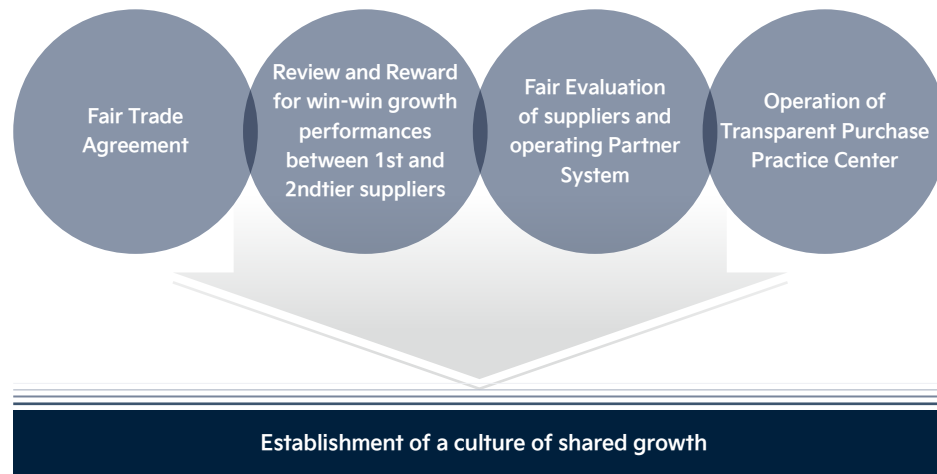 Fair Trade
Agreement
Review and Reward
for win-win growth
performances
between 1st and
2ndtier suppliers
Fair Evaluation
of suppliers and
operating Partner
System
Operation of
Transparent Purchase
Practice Center
Establishment of a culture of shared growth